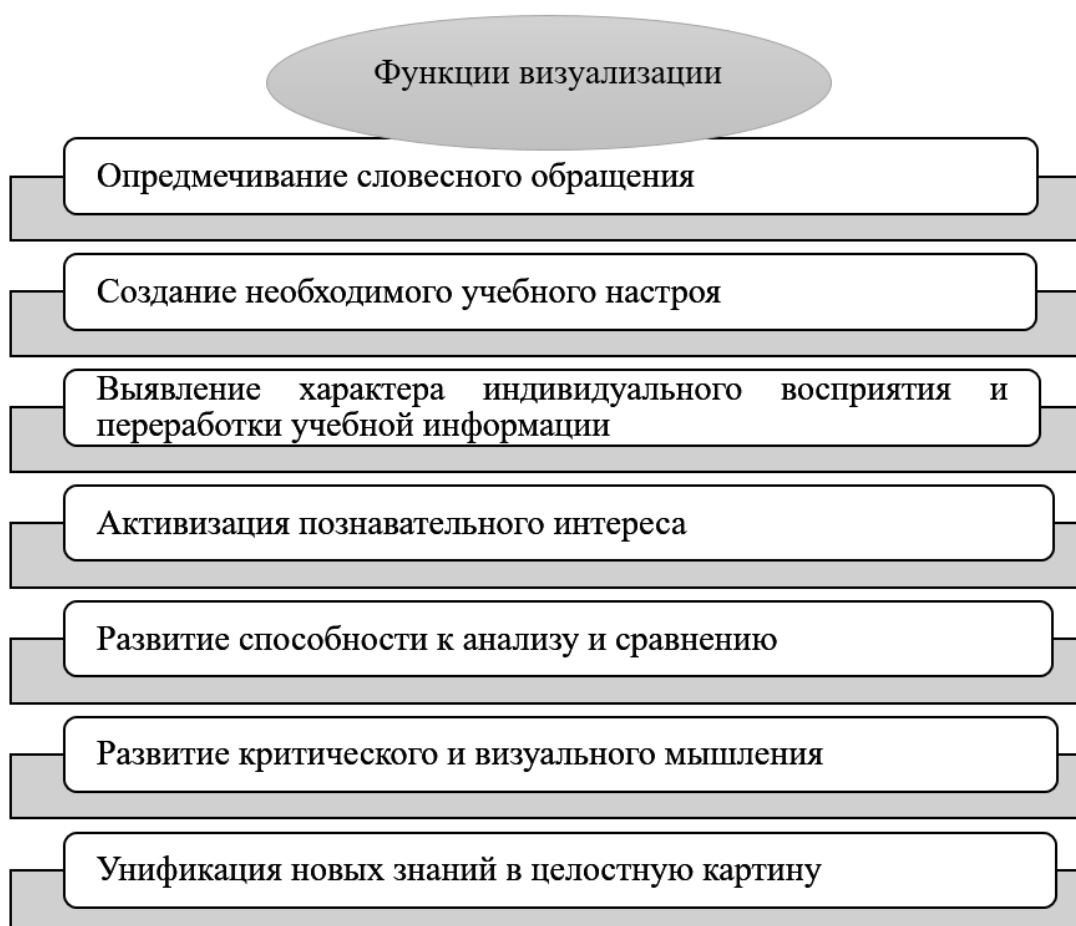 Функции визуализации
Опредмечивание словесного обращения
Создание необходимого учебного настроя
Выявление характера индивидуального восприятия и
переработки учебной информации
Активизация познавательного интереса
Развитие способности к анализу и сравнению
Развитие критического и визуального мышления
Унификация новых знаний в целостную картину